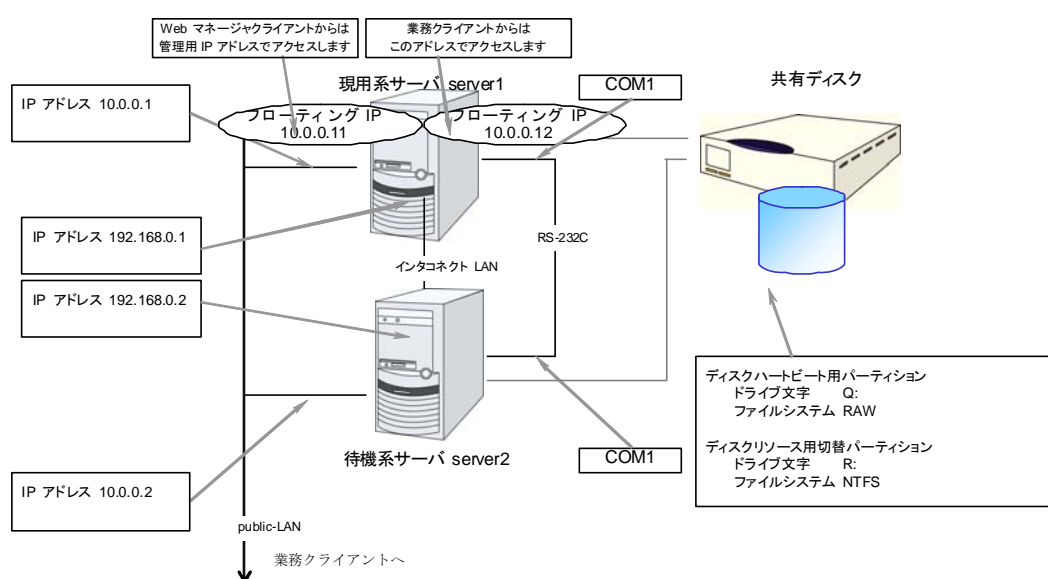 Web マネージャクライアントからは
管理用 IP アドレスでアクセスします
業務クライアントからは
このアドレスでアクセスします
現用系サーバ server1
COM1
共有ディスク
IP アドレス 10.0.0.1
フローティング IP
10.0.0.11
フローティング IP
10.0.0.12
IP アドレス 192.168.0.1
RS-232C
インタコネクト LAN
IP アドレス 192.168.0.2
ディスクハートビート用パーティション
ドライブ文字 Q:
ファイルシステム RAW
ディスクリソース用切替パーティション
ドライブ文字 R:
ファイルシステム NTFS
待機系サーバ server2
COM1
IP アドレス 10.0.0.2
public-LAN
業務クライアントへ